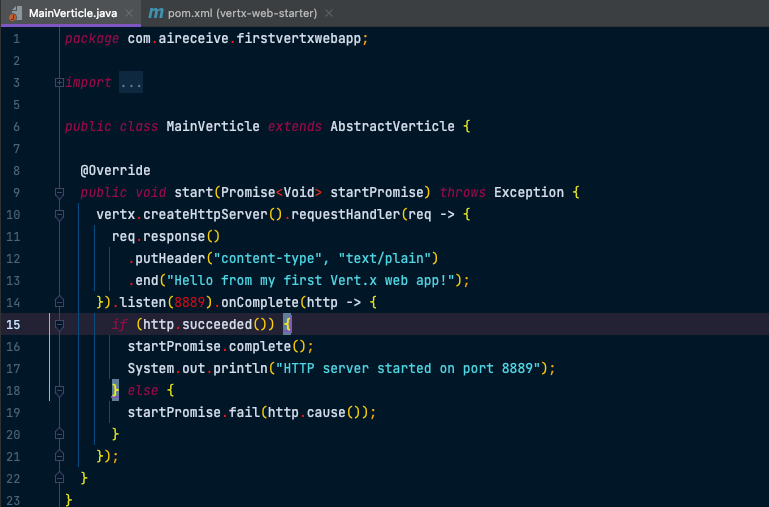 MainVerticle.java × m pom.xml (vertx-web-starter) ×
1 package com.aireceive.firstvertxwebapp;
2
3 import ...
5
6 public class MainVerticle extends AbstractVerticle {
7
8   @Override
9   public void start(Promise<Void> startPromise) throws Exception {
10     vertx.createHttpServer().requestHandler(req -> {
11       req.response()
12         .putHeader("content-type", "text/plain")
13         .end("Hello from my first Vert.x web app!");
14     }).listen(8889).onComplete(http -> {
15       if (http.succeeded()) {
16         startPromise.complete();
17         System.out.println("HTTP server started on port 8889");
18       } else {
19         startPromise.fail(http.cause());
20       }
21     });
22   }
23 }